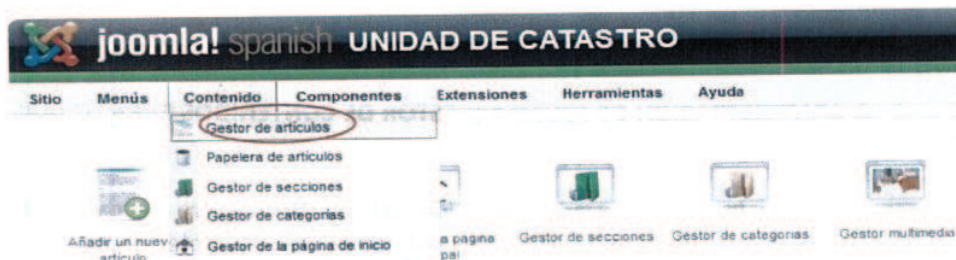 joomla! spanish UNIDAD DE CATASTRO
Sitio Menús Contenido Componentes Extensiones Herramientas Ayuda
Gestor de artículos
Papelera de artículos
Gestor de secciones
Gestor de categorías
Gestor de la página de inicio
Añadir un nuev
artículo
a pagina
pal
Gestor de secciones
Gestor de categorias
Gestor multimedia